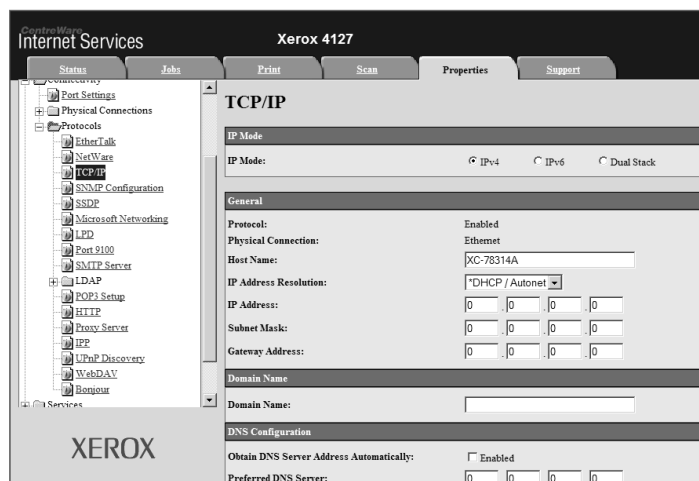 CentreWare
Internet Services
Xerox 4127
Status Jobs Print Scan Properties Support
Connectivity
Port Settings
Physical Connections
Protocols
EtherTalk
NetWare
TCP/IP
SNMP Configuration
SSDP
Microsoft Networking
LPD
Port 9100
SMTP Server
LDAP
POP3 Setup
HTTP
Proxy Server
IPP
UPnP Discovery
WebDAV
Bonjour
Services
XEROX
TCP/IP
IP Mode
IP Mode: IPv4 IPv6 Dual Stack
General
Protocol: Enabled
Physical Connection: Ethernet
Host Name: XC-78314A
IP Address Resolution: *DHCP / Autonet
IP Address: 0 . 0 . 0 . 0
Subnet Mask: 0 . 0 . 0 . 0
Gateway Address: 0 . 0 . 0 . 0
Domain Name
Domain Name:
DNS Configuration
Obtain DNS Server Address Automatically: Enabled
Preferred DNS Server: 0 0 0 0